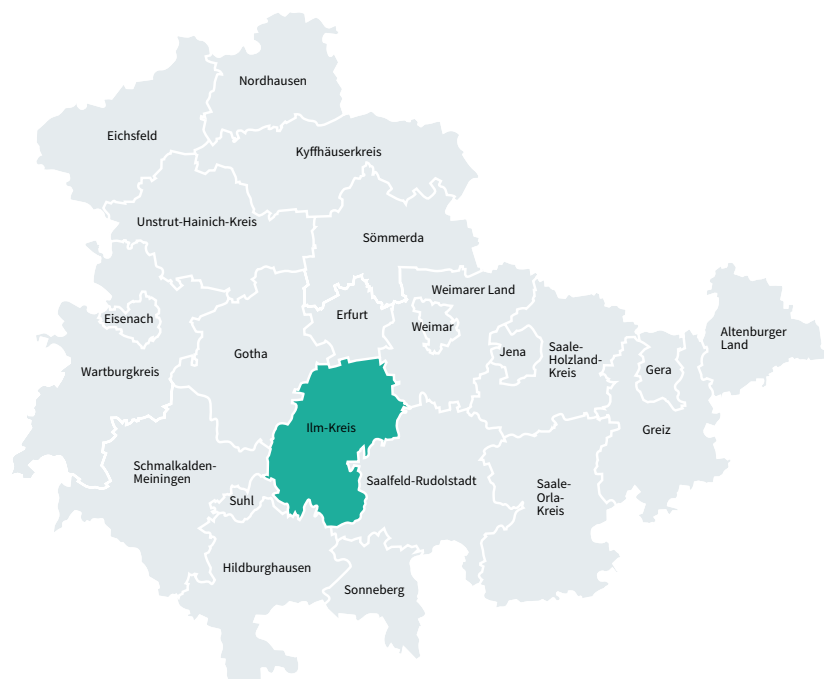 Nordhausen
Eichsfeld
Kyffhäuserkreis
Unstrut-Hainich-Kreis
Sömmerda
Weimarer Land
Eisenach
Erfurt
Weimar
Altenburger
Land
Gotha
Jena
Saale-
Holzland-
Kreis
Gera
Wartburgkreis
Ilm-Kreis
Greiz
Schmalkalden-
Meiningen
Saalfeld-Rudolstadt
Saale-
Orla-
Kreis
Suhl
Hildburghausen
Sonneberg